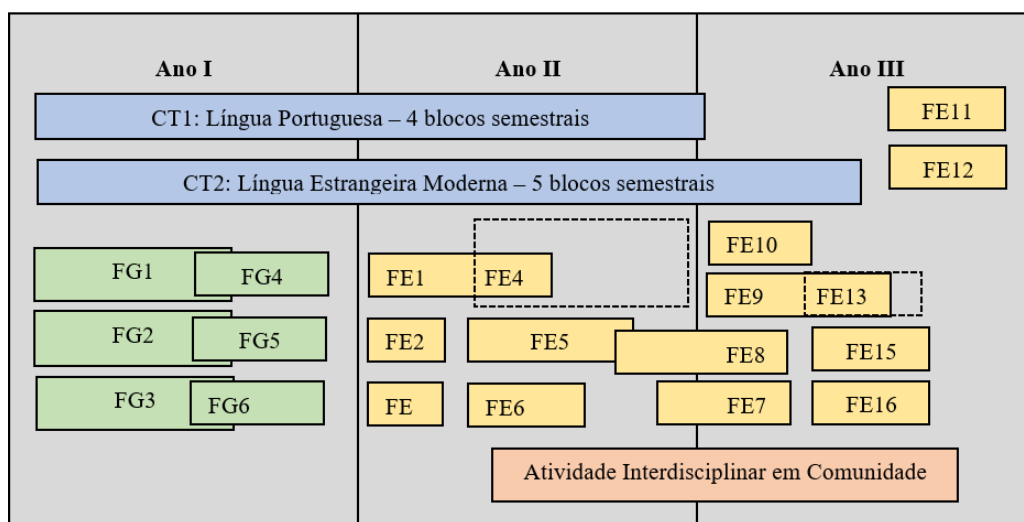 Ano I
Ano II
Ano III
CT1: Língua Portuguesa – 4 blocos semestrais
FE11
CT2: Língua Estrangeira Moderna – 5 blocos semestrais
FE12
FG1
FG4
FE1
FE4
FE10
FE9
FE13
FG2
FG5
FE2
FE5
FE8
FE15
FG3
FG6
FE
FE6
FE7
FE16
Atividade Interdisciplinar em Comunidade